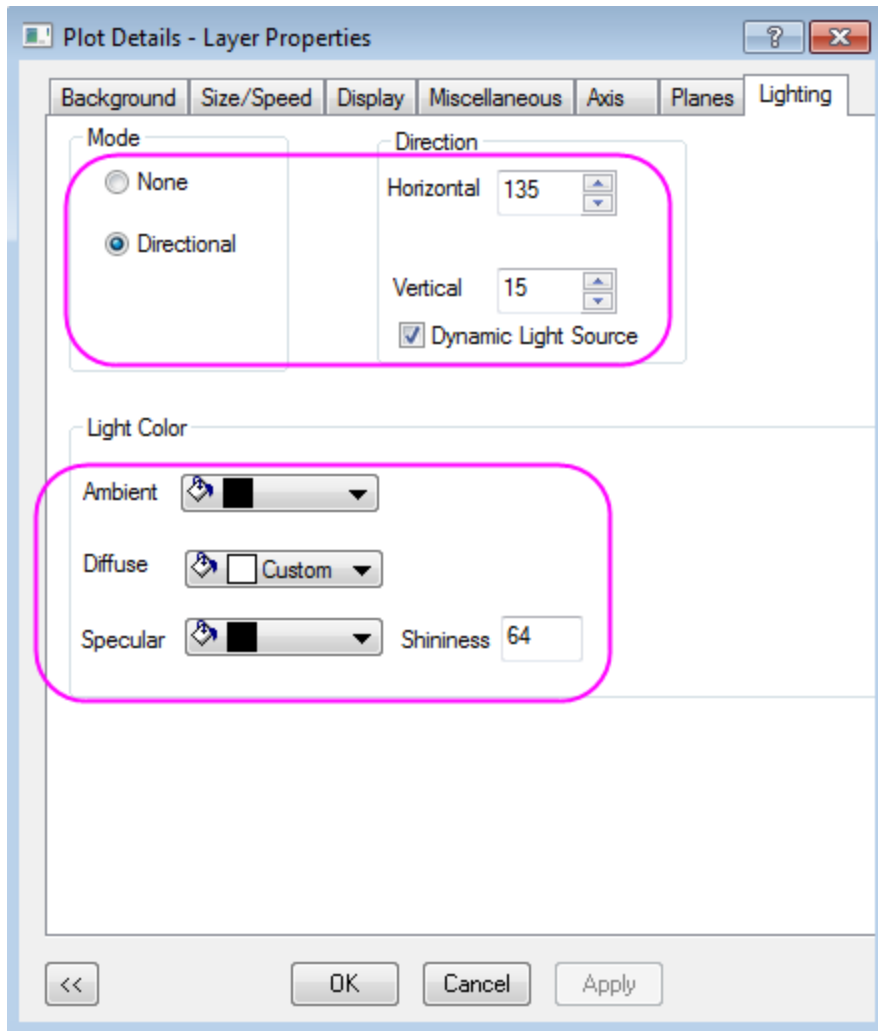 Plot Details - Layer Properties
Background Size/Speed Display Miscellaneous Axis Planes Lighting
Mode
None
Directional
Direction
Horizontal 135
Vertical 15
Dynamic Light Source
Light Color
Ambient
Diffuse Custom
Specular Shininess 64
<< OK Cancel Apply